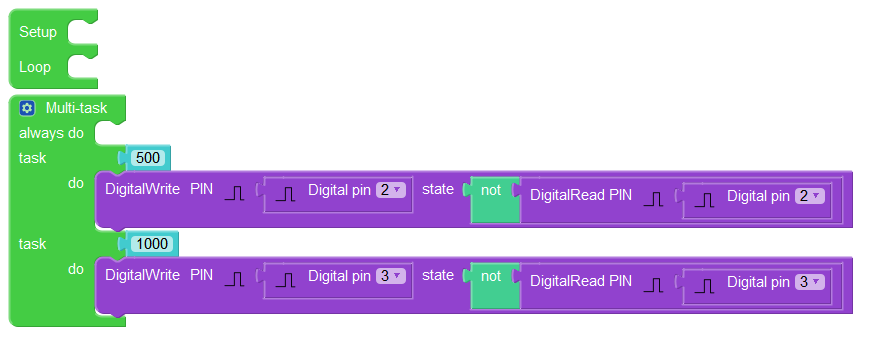 Setup
Loop
Multi-task
always do
task 500
do DigitalWrite PIN Digital pin 2 state not DigitalRead PIN Digital pin 2
task 1000
do DigitalWrite PIN Digital pin 3 state not DigitalRead PIN Digital pin 3